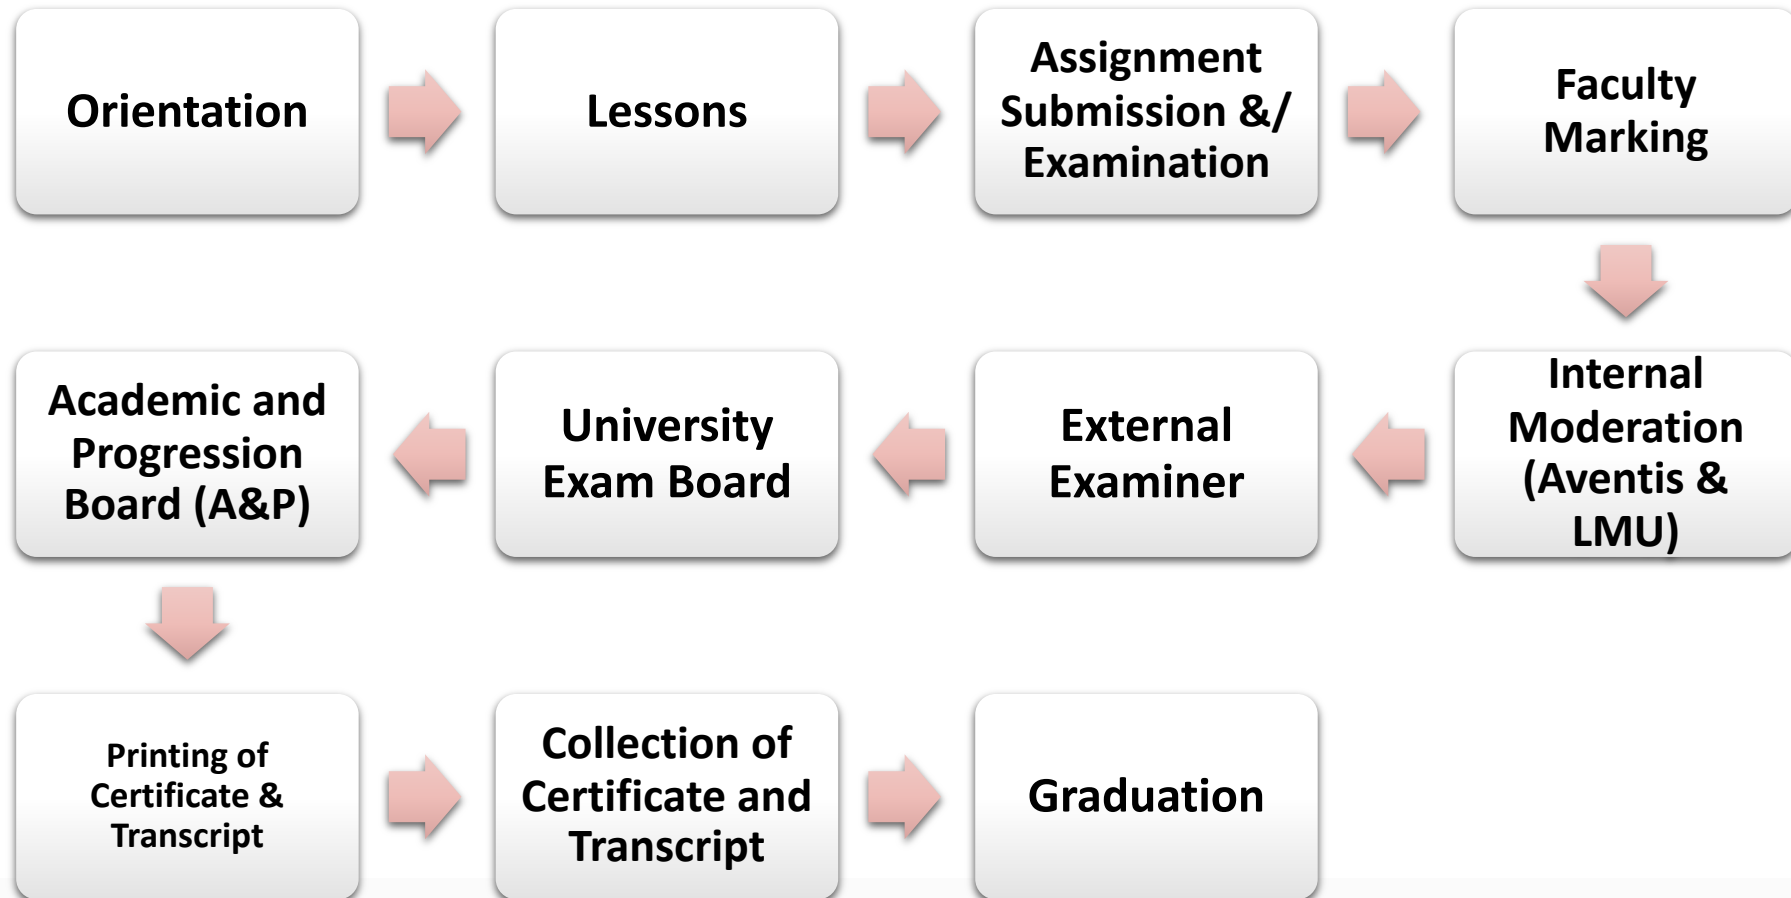 Orientation
Lessons
Assignment
Submission &/
Examination
Faculty
Marking
Internal
Moderation
(Aventis &
LMU)
External
Examiner
University
Exam Board
Academic and
Progression
Board (A&P)
Printing of
Certificate &
Transcript
Collection of
Certificate and
Transcript
Graduation